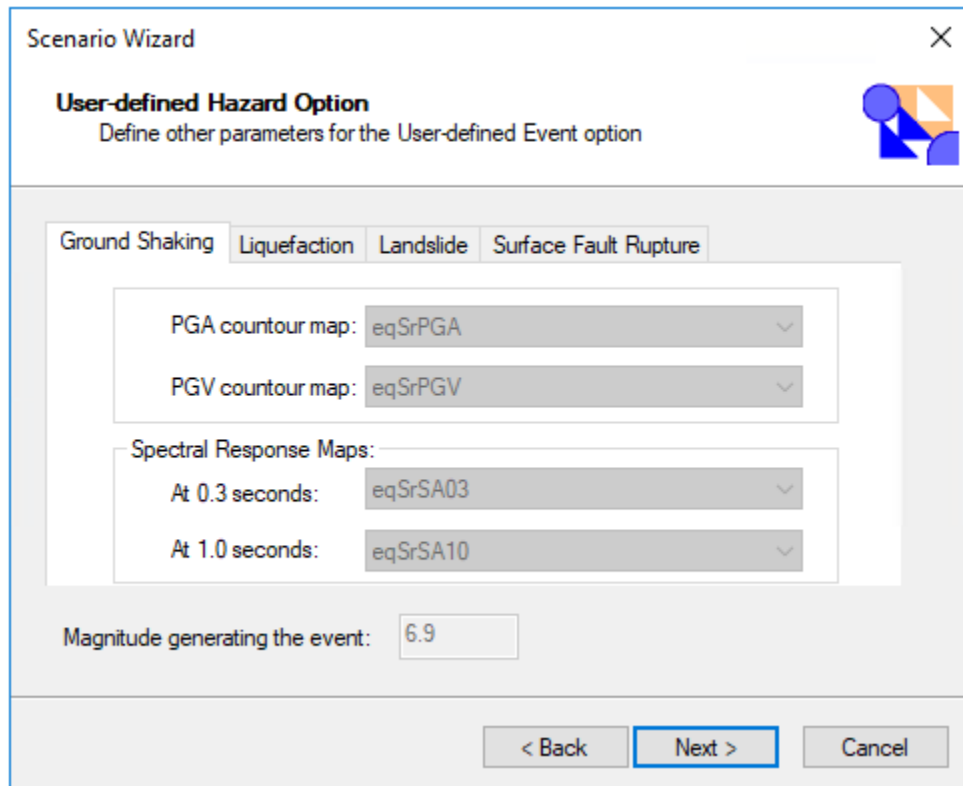 Scenario Wizard
User-defined Hazard Option
Define other parameters for the User-defined Event option
Ground Shaking Liquefaction Landslide Surface Fault Rupture
PGA countour map: eqSrPGA
PGV countour map: eqSrPGV
Spectral Response Maps:
At 0.3 seconds: eqSrSA03
At 1.0 seconds: eqSrSA10
Magnitude generating the event: 6.9
< Back Next > Cancel